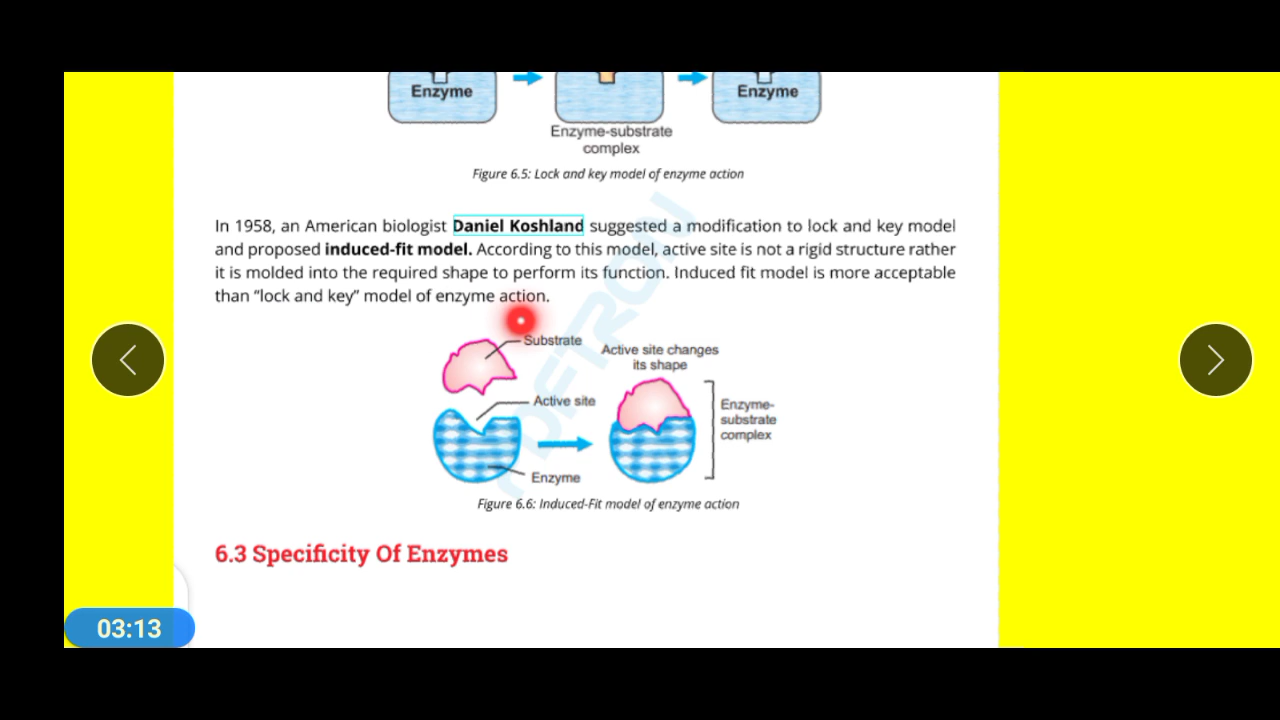 Enzyme
Enzyme
Enzyme-substrate
complex
Figure 6.5: Lock and key model of enzyme action
In 1958, an American biologist Daniel Koshland suggested a modification to lock and key model
and proposed induced-fit model. According to this model, active site is not a rigid structure rather
it is molded into the required shape to perform its function. Induced fit model is more acceptable
than “lock and key” model of enzyme action.
Substrate
Active site changes
its shape
Active site
Enzyme-
substrate
complex
Enzyme
Figure 6.6: Induced-Fit model of enzyme action
6.3 Specificity Of Enzymes
03:13